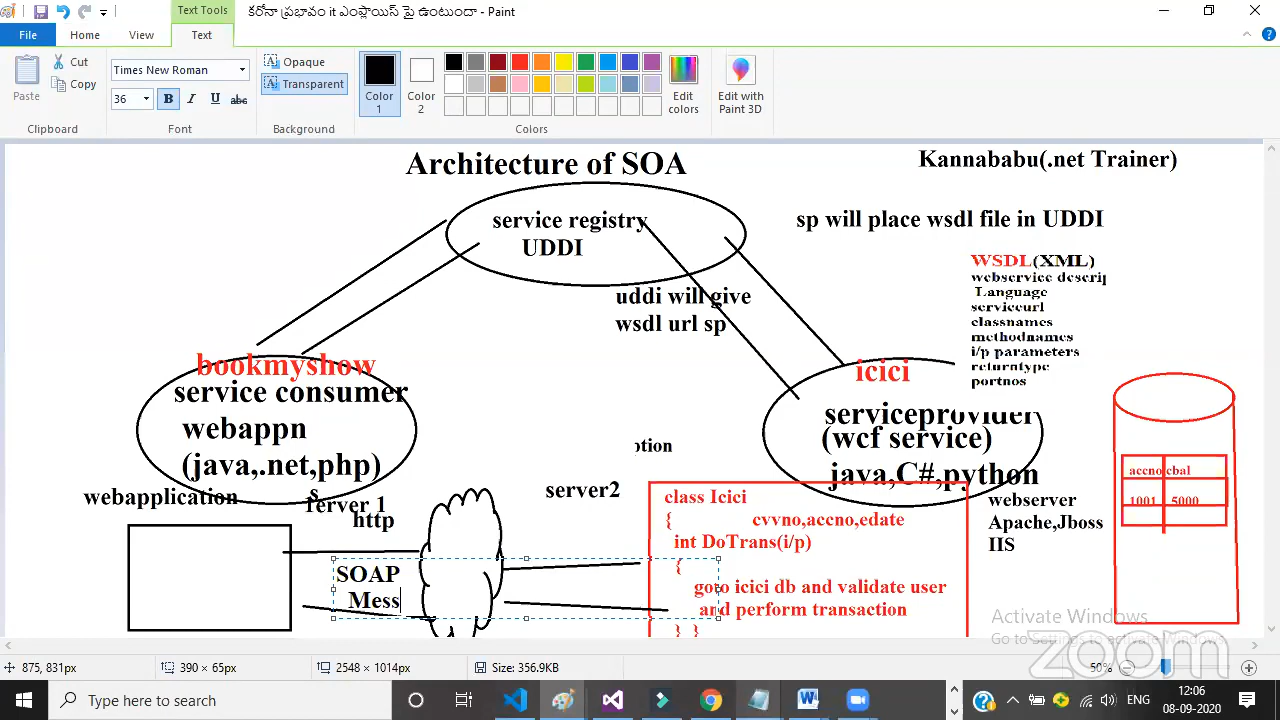 కరోనా ప్రభావం it ఎంప్లాయిస్ పై ఉంటుందా - Paint
Text Tools
File
Home
View
Text
Paste
Cut
Copy
Clipboard
Times New Roman
36
B
I
U
abc
Font
Opaque
Transparent
Background
Color
1
Color
2
Edit
colors
Edit with
Paint 3D
Colors
Architecture of SOA
Kannababu(.net Trainer)
service registry
UDDI
sp will place wsdl file in UDDI
WSDL(XML)
webservice descrip
Language
serviceurl
classnames
methodnames
i/p parameters
returntype
portnos
uddi will give
wsdl url sp
bookmyshow
service consumer
webappn
(java,.net,php)
s
icici
serviceprovider
(wcf service)
java,C#,python
ption
webapplication
server 1
http
server2
class Icici
{ cvvno,accno,edate
int DoTrans(i/p)
{
goto icici db and validate user
and perform transaction
} }
webserver
Apache,Jboss
IIS
accno cbal
1001 5000
SOAP
Mess
Activate Windows
Go to Settings to activate Windows.
zoom
875, 831px
390 × 65px
2548 × 1014px
Size: 356.9KB
50%
Type here to search
ENG
12:06
08-09-2020